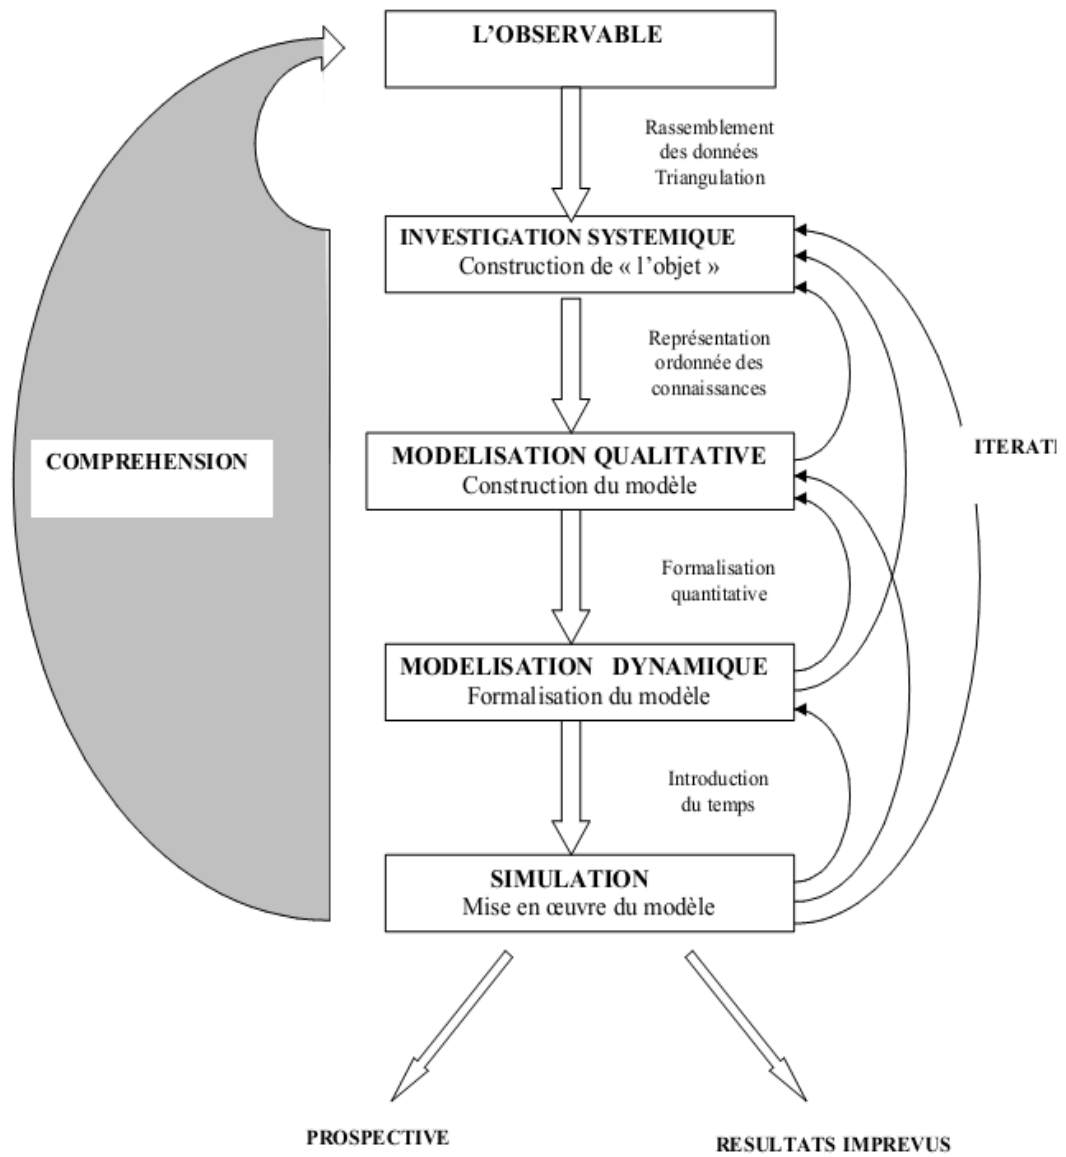 L'OBSERVABLE
Rassemblement
des données
Triangulation
INVESTIGATION SYSTEMIQUE
Construction de « l'objet »
Représentation
ordonnée des
connaissances
COMPREHENSION
ITERATI
MODELISATION QUALITATIVE
Construction du modèle
Formalisation
quantitative
MODELISATION DYNAMIQUE
Formalisation du modèle
Introduction
du temps
SIMULATION
Mise en œuvre du modèle
PROSPECTIVE
RESULTATS IMPREVUS